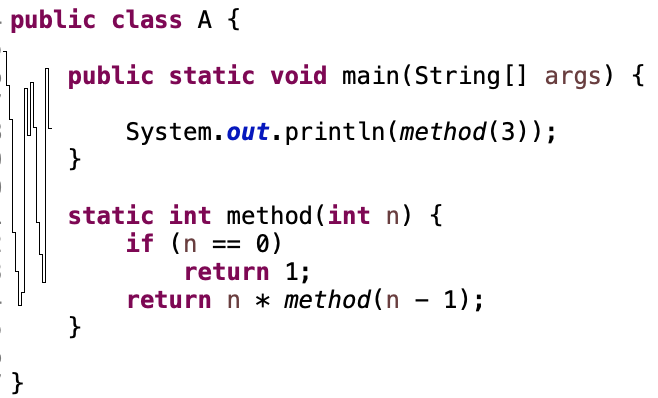 public class A {
public static void main(String[] args) {
System.out.println(method(3));
}
static int method(int n) {
if (n == 0)
return 1;
return n * method(n - 1);
}
}